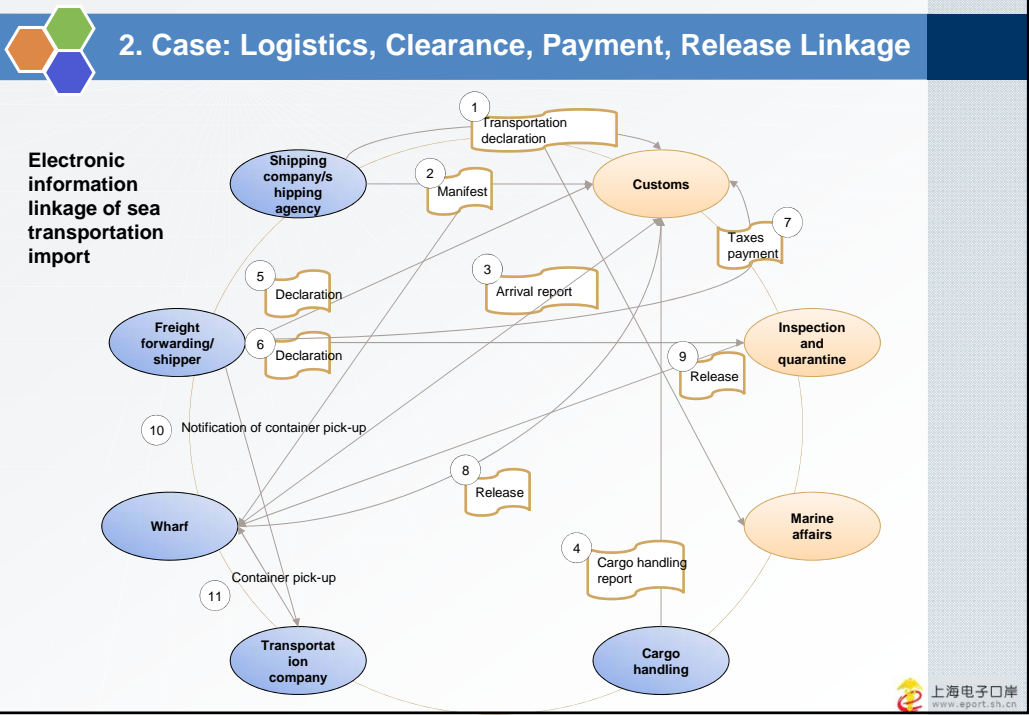 2. Case: Logistics, Clearance, Payment, Release Linkage
Electronic
information
linkage of sea
transportation
import
1
Transportation
declaration
Shipping
company/s
hipping
agency
2
Manifest
Customs
7
Taxes
payment
5
Declaration
3
Arrival report
Freight
forwarding/
shipper
6
Declaration
Inspection
and
quarantine
9
Release
10
Notification of container pick-up
8
Release
Wharf
Marine
affairs
4
Cargo handling
report
Container pick-up
11
Transportat
ion
company
Cargo
handling
上海电子口岸
www.eport.sh.cn